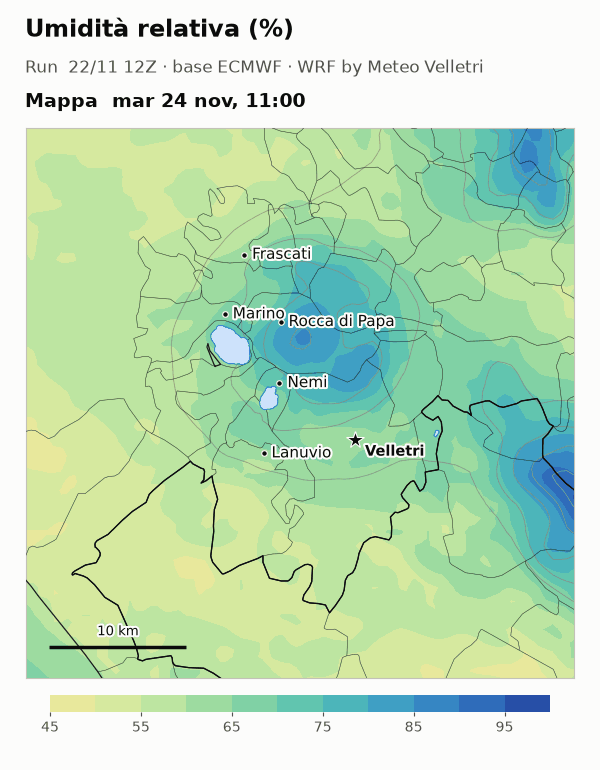 Umidità relativa (%)
Run  22/11 12Z · base ECMWF · WRF by Meteo Velletri
Mappa  mar 24 nov, 11:00
Frascati
Marino
Rocca di Papa
Nemi
Velletri
Lanuvio
10 km
45 55 65 75 85 95